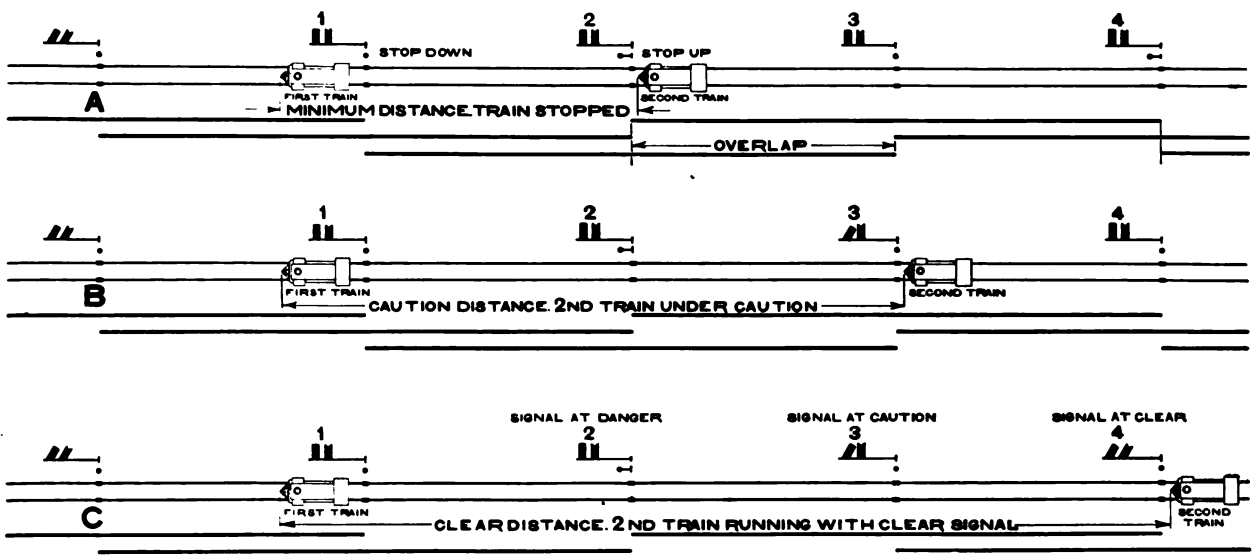 1 2 3 4
STOP DOWN STOP UP
FIRST TRAIN SECOND TRAIN
A
MINIMUM DISTANCE. TRAIN STOPPED
OVERLAP
1 2 3 4
FIRST TRAIN SECOND TRAIN
B
CAUTION DISTANCE. 2ND TRAIN UNDER CAUTION
SIGNAL AT DANGER SIGNAL AT CAUTION SIGNAL AT CLEAR
1 2 3 4
FIRST TRAIN SECOND
TRAIN
C
CLEAR DISTANCE. 2ND TRAIN RUNNING WITH CLEAR SIGNAL